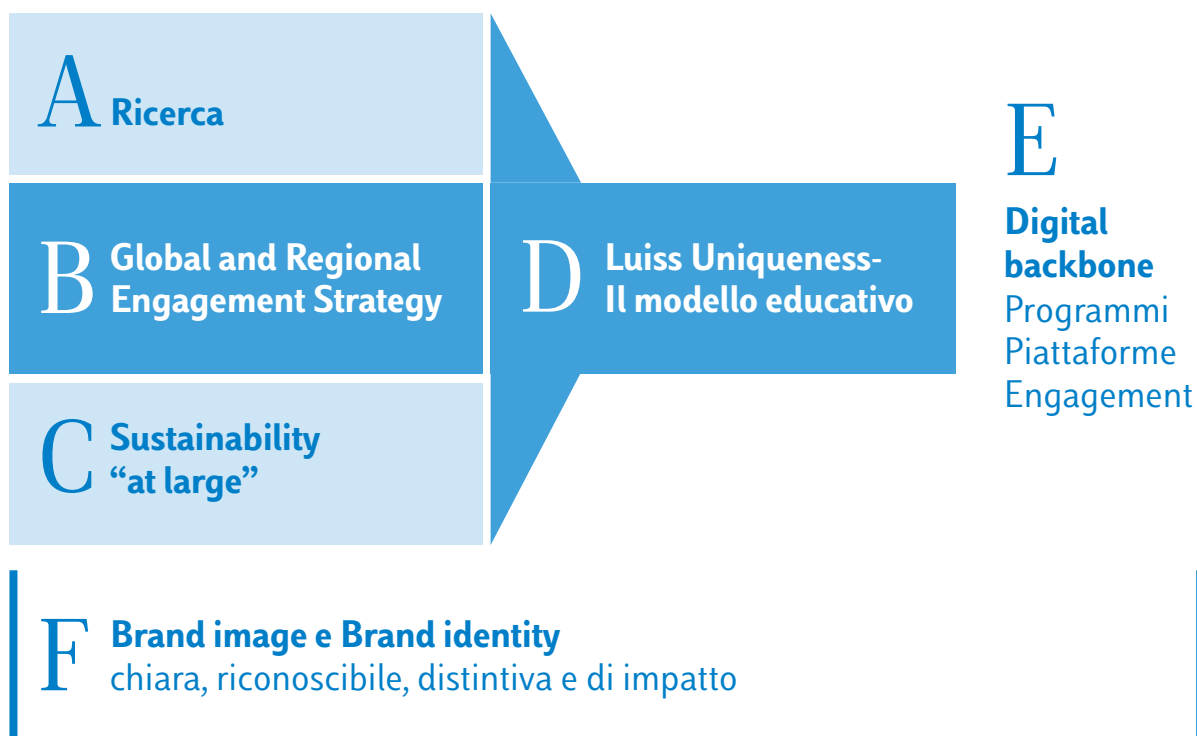 A Ricerca
B Global and Regional
Engagement Strategy
C Sustainability
“at large”
D Luiss Uniqueness-
Il modello educativo
E
Digital
backbone
Programmi
Piattaforme
Engagement
F Brand image e Brand identity
chiara, riconoscibile, distintiva e di impatto